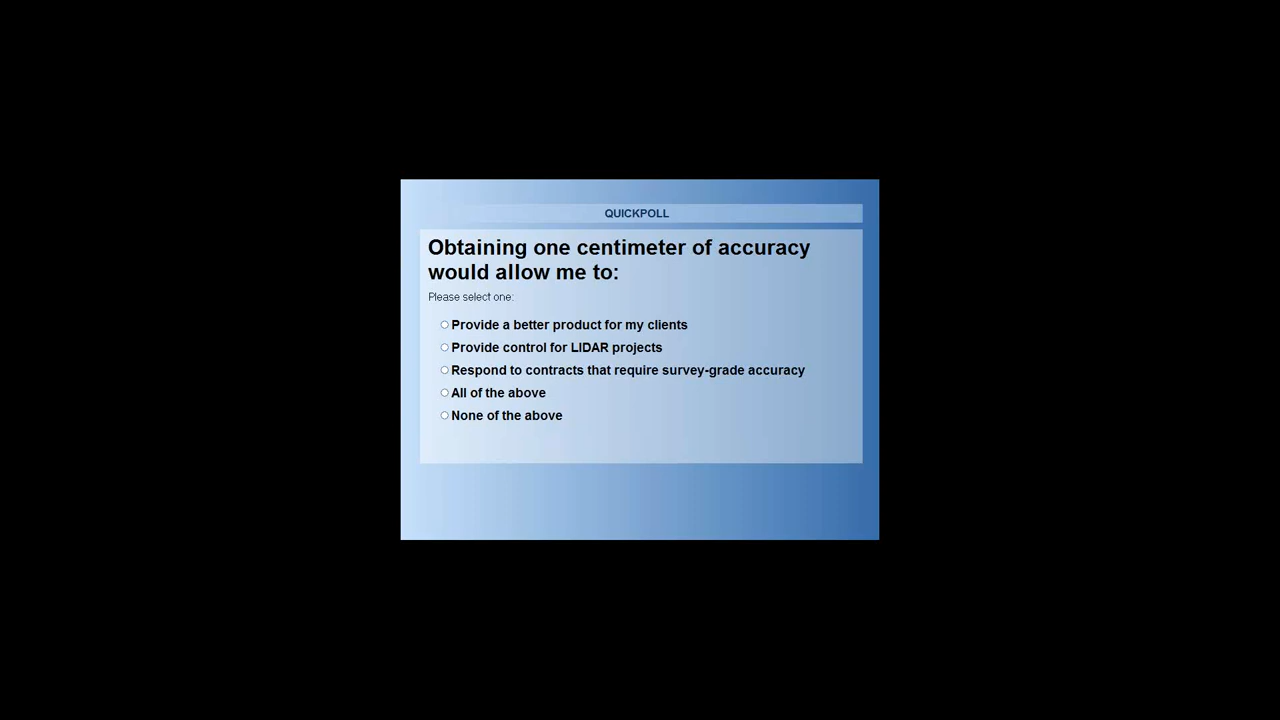 QUICKPOLL
Obtaining one centimeter of accuracy
would allow me to:
Please select one:
Provide a better product for my clients
Provide control for LIDAR projects
Respond to contracts that require survey-grade accuracy
All of the above
None of the above